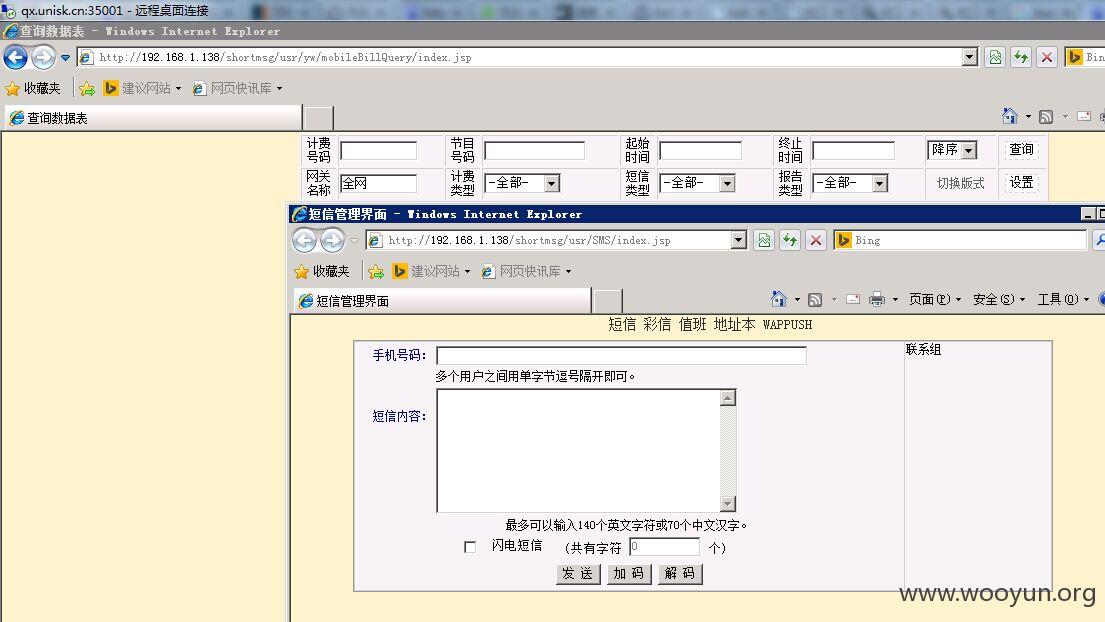 qx.unisk.cn:35001 - 远程桌面连接
查询数据表 - Windows Internet Explorer
http://192.168.1.138/shortmsg/usr/yw/mobileBillQuery/index.jsp
Bin
收藏夹 建议网站 网页快讯库
查询数据表
计费号码 节目号码 起始时间 终止时间 降序 查询
网关名称 全网 计费类型 -全部- 短信类型 -全部- 报告类型 -全部- 切换版式 设置
短信管理界面 - Windows Internet Explorer
http://192.168.1.138/shortmsg/usr/SMS/index.jsp Bing
收藏夹 建议网站 网页快讯库
短信管理界面 页面(P) 安全(S) 工具(O)
短信 彩信 值班 地址本 WAPPUSH
手机号码: 联系组
多个用户之间用单字节逗号隔开即可。
短信内容:
最多可以输入140个英文字符或70个中文汉字。
闪电短信 (共有字符 0 个)
发 送 加 码 解 码
www.wooyun.org